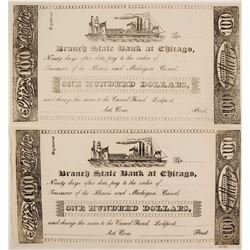 100
Branch State Bank at Chicago,
Ninety days after date, pay to the order of
Treasurer of the Illinois and Michigan Canal,
ONE HUNDRED DOLLARS,
and charge the same to the Canal Fund Lockport,
Act. Com. Prest.
100
Branch State Bank at Chicago,
Ninety days after date, pay to the order of
Treasurer of the Illinois and Michigan Canal,
ONE HUNDRED DOLLARS,
and charge the same to the Canal Fund Lockport,
Act. Com. Prest.